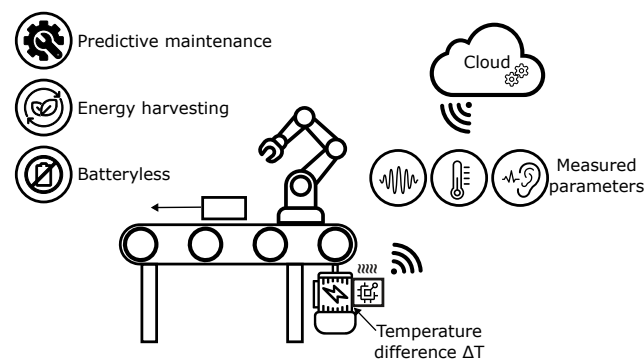 Predictive maintenance
Energy harvesting
Batteryless
Cloud
Measured
parameters
Temperature
difference ΔT